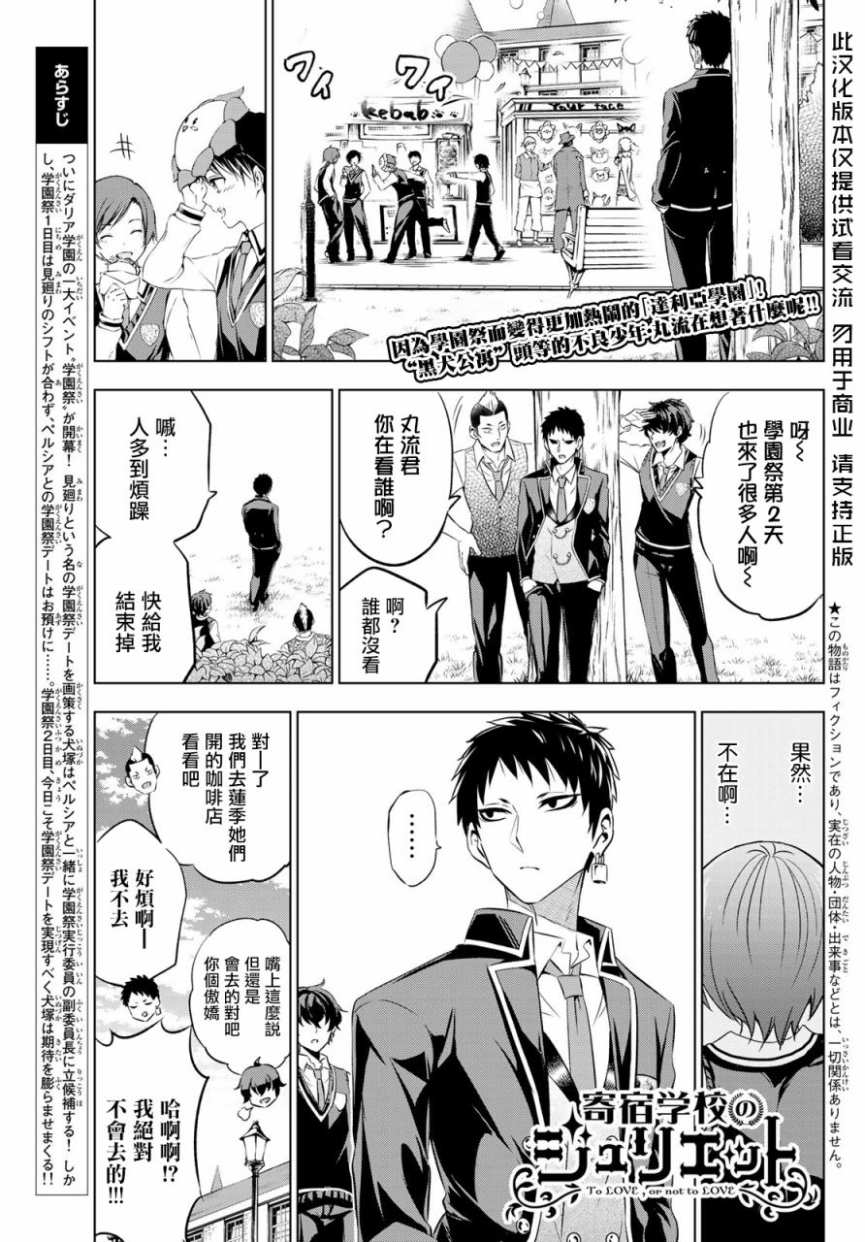 此汉化版本仅提供试看交流 勿用于商业 请支持正版
★この物語はフィクションであり、実在の人物・団体・出来事などとは、一切関係ありません。
ワイ
ワイ
kebab
Your face
因為學園祭而變得更加熱鬧的「達利亞學園」!
“黑犬公寓”頭等的不良少年·丸流在想著什麼呢!!
呀~
學園祭第2天
也來了很多人啊~
丸流君
你在看誰啊?
啊?
誰都沒看
嘁…
人多到煩躁
快給我
結束掉
果然…
不在啊…
……
寄宿学校の
ジュリエット
To LOVE, or not to LOVE
對一了
我們去蓮季她們
開的咖啡店
看看吧
好煩啊一
我不去
嘴上這麼說
但還是
會去的對吧
你個傲嬌
哈啊啊!?
我絕對
不會去的!!!
あらすじ
ついにダリア学園の一大イベント“学園祭”が開幕! 見廻りという名の学園祭デートを画策する犬塚はペルシアと一緒に学園祭実行委員の副委員長に立候補する! しか
し、学園祭1日目は見廻りのシフトが合わず、ペルシアとの学園祭デートはお預けに……。学園祭2日目、今日こそ学園祭デートを実現すべく犬塚は期待を膨らませまくる!!